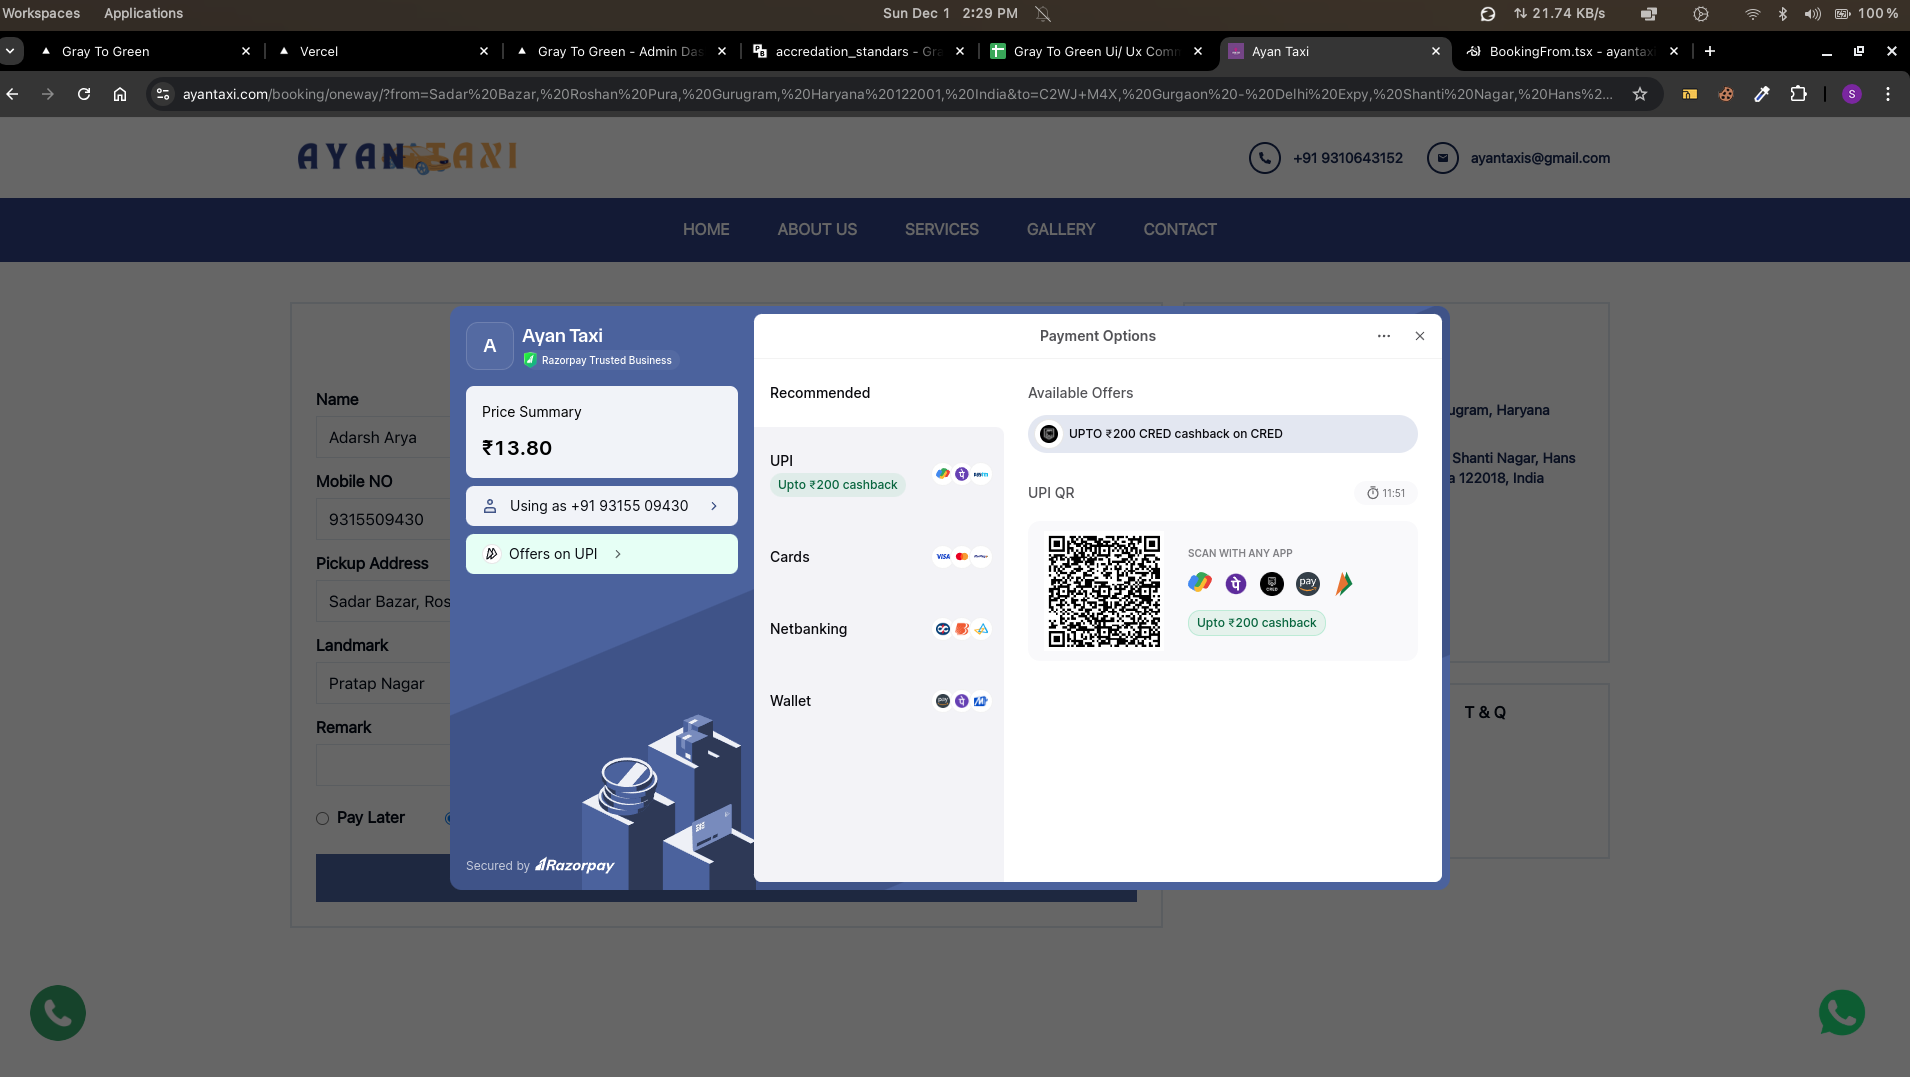 Workspaces Applications
Sun Dec 1 2:29 PM
21.74 KB/s
100%
Gray To Green
Vercel
Gray To Green - Admin Das
accredation_standars - Gra
Gray To Green Ui/ Ux Comm
Ayan Taxi
BookingFrom.tsx - ayantax
ayantaxi.com/booking/oneway/?from=Sadar%20Bazar,%20Roshan%20Pura,%20Gurugram,%20Haryana%20122001,%20India&to=C2WJ+M4X,%20Gurgaon%20-%20Delhi%20Expy,%20Shanti%20Nagar,%20Hans%2...
S
AYAN TAXI
+91 9310643152
ayantaxis@gmail.com
HOME
ABOUT US
SERVICES
GALLERY
CONTACT
Name
Adarsh Arya
Mobile NO
9315509430
Pickup Address
Sadar Bazar, Ros
Landmark
Pratap Nagar
Remark
Pay Later
A
Ayan Taxi
Razorpay Trusted Business
Price Summary
₹13.80
Using as +91 93155 09430
Offers on UPI
Secured by Razorpay
Payment Options
Recommended
UPI
Upto ₹200 cashback
Cards
VISA
Netbanking
Wallet
pay
Available Offers
UPTO ₹200 CRED cashback on CRED
UPI QR
11:51
SCAN WITH ANY APP
CRED
pay
Upto ₹200 cashback
ugram, Haryana
Shanti Nagar, Hans
a 122018, India
T & Q